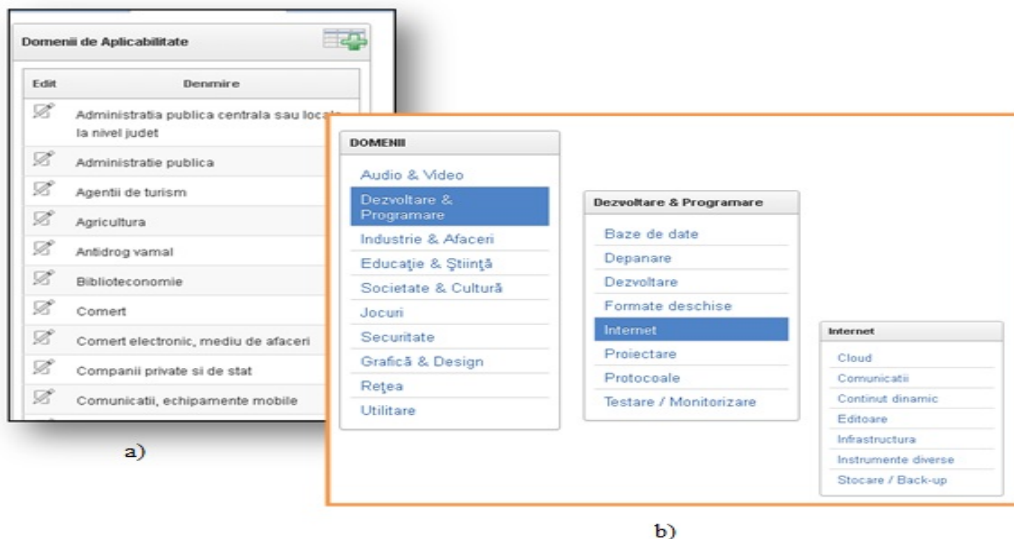 Domenii de Aplicabilitate
Edit Denmire
Administratia publica centrala sau locala
la nivel judet
Administratie publica
Agentii de turism
Agricultura
Antidrog vamal
Biblioteconomie
Comert
Comert electronic, mediu de afaceri
Companii private si de stat
Comunicatii, echipamente mobile
a)
DOMENII
Audio & Video
Dezvoltare &
Programare
Industrie & Afaceri
Educaţie & Ştiinţă
Societate & Cultură
Jocuri
Securitate
Grafică & Design
Reţea
Utilitare
Dezvoltare & Programare
Baze de date
Depanare
Dezvoltare
Formate deschise
Internet
Proiectare
Protocoale
Testare / Monitorizare
Internet
Cloud
Comunicatii
Continut dinamic
Editoare
Infrastructura
Instrumente diverse
Stocare / Back-up
b)